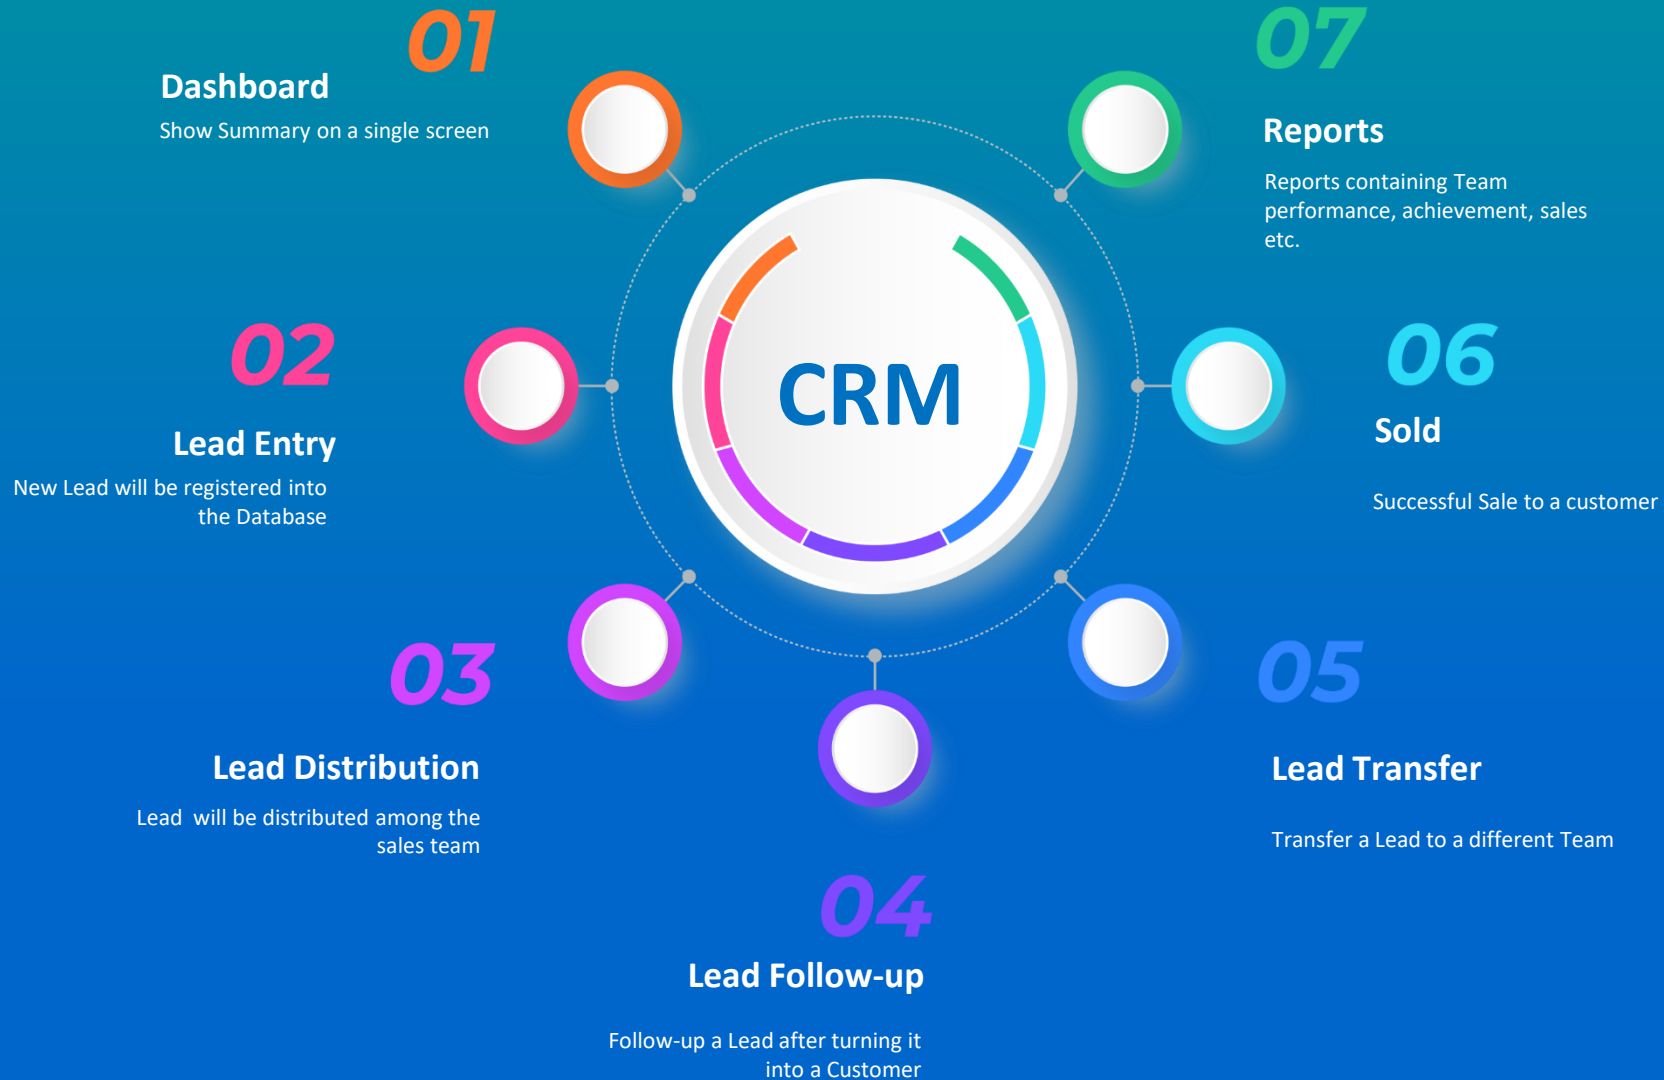 01
Dashboard
Show Summary on a single screen
02
Lead Entry
New Lead will be registered into
the Database
03
Lead Distribution
Lead  will be distributed among the
sales team
04
Lead Follow-up
Follow-up a Lead after turning it
into a Customer
05
Lead Transfer
Transfer a Lead to a different Team
06
Sold
Successful Sale to a customer
07
Reports
Reports containing Team
performance, achievement, sales
etc.
CRM